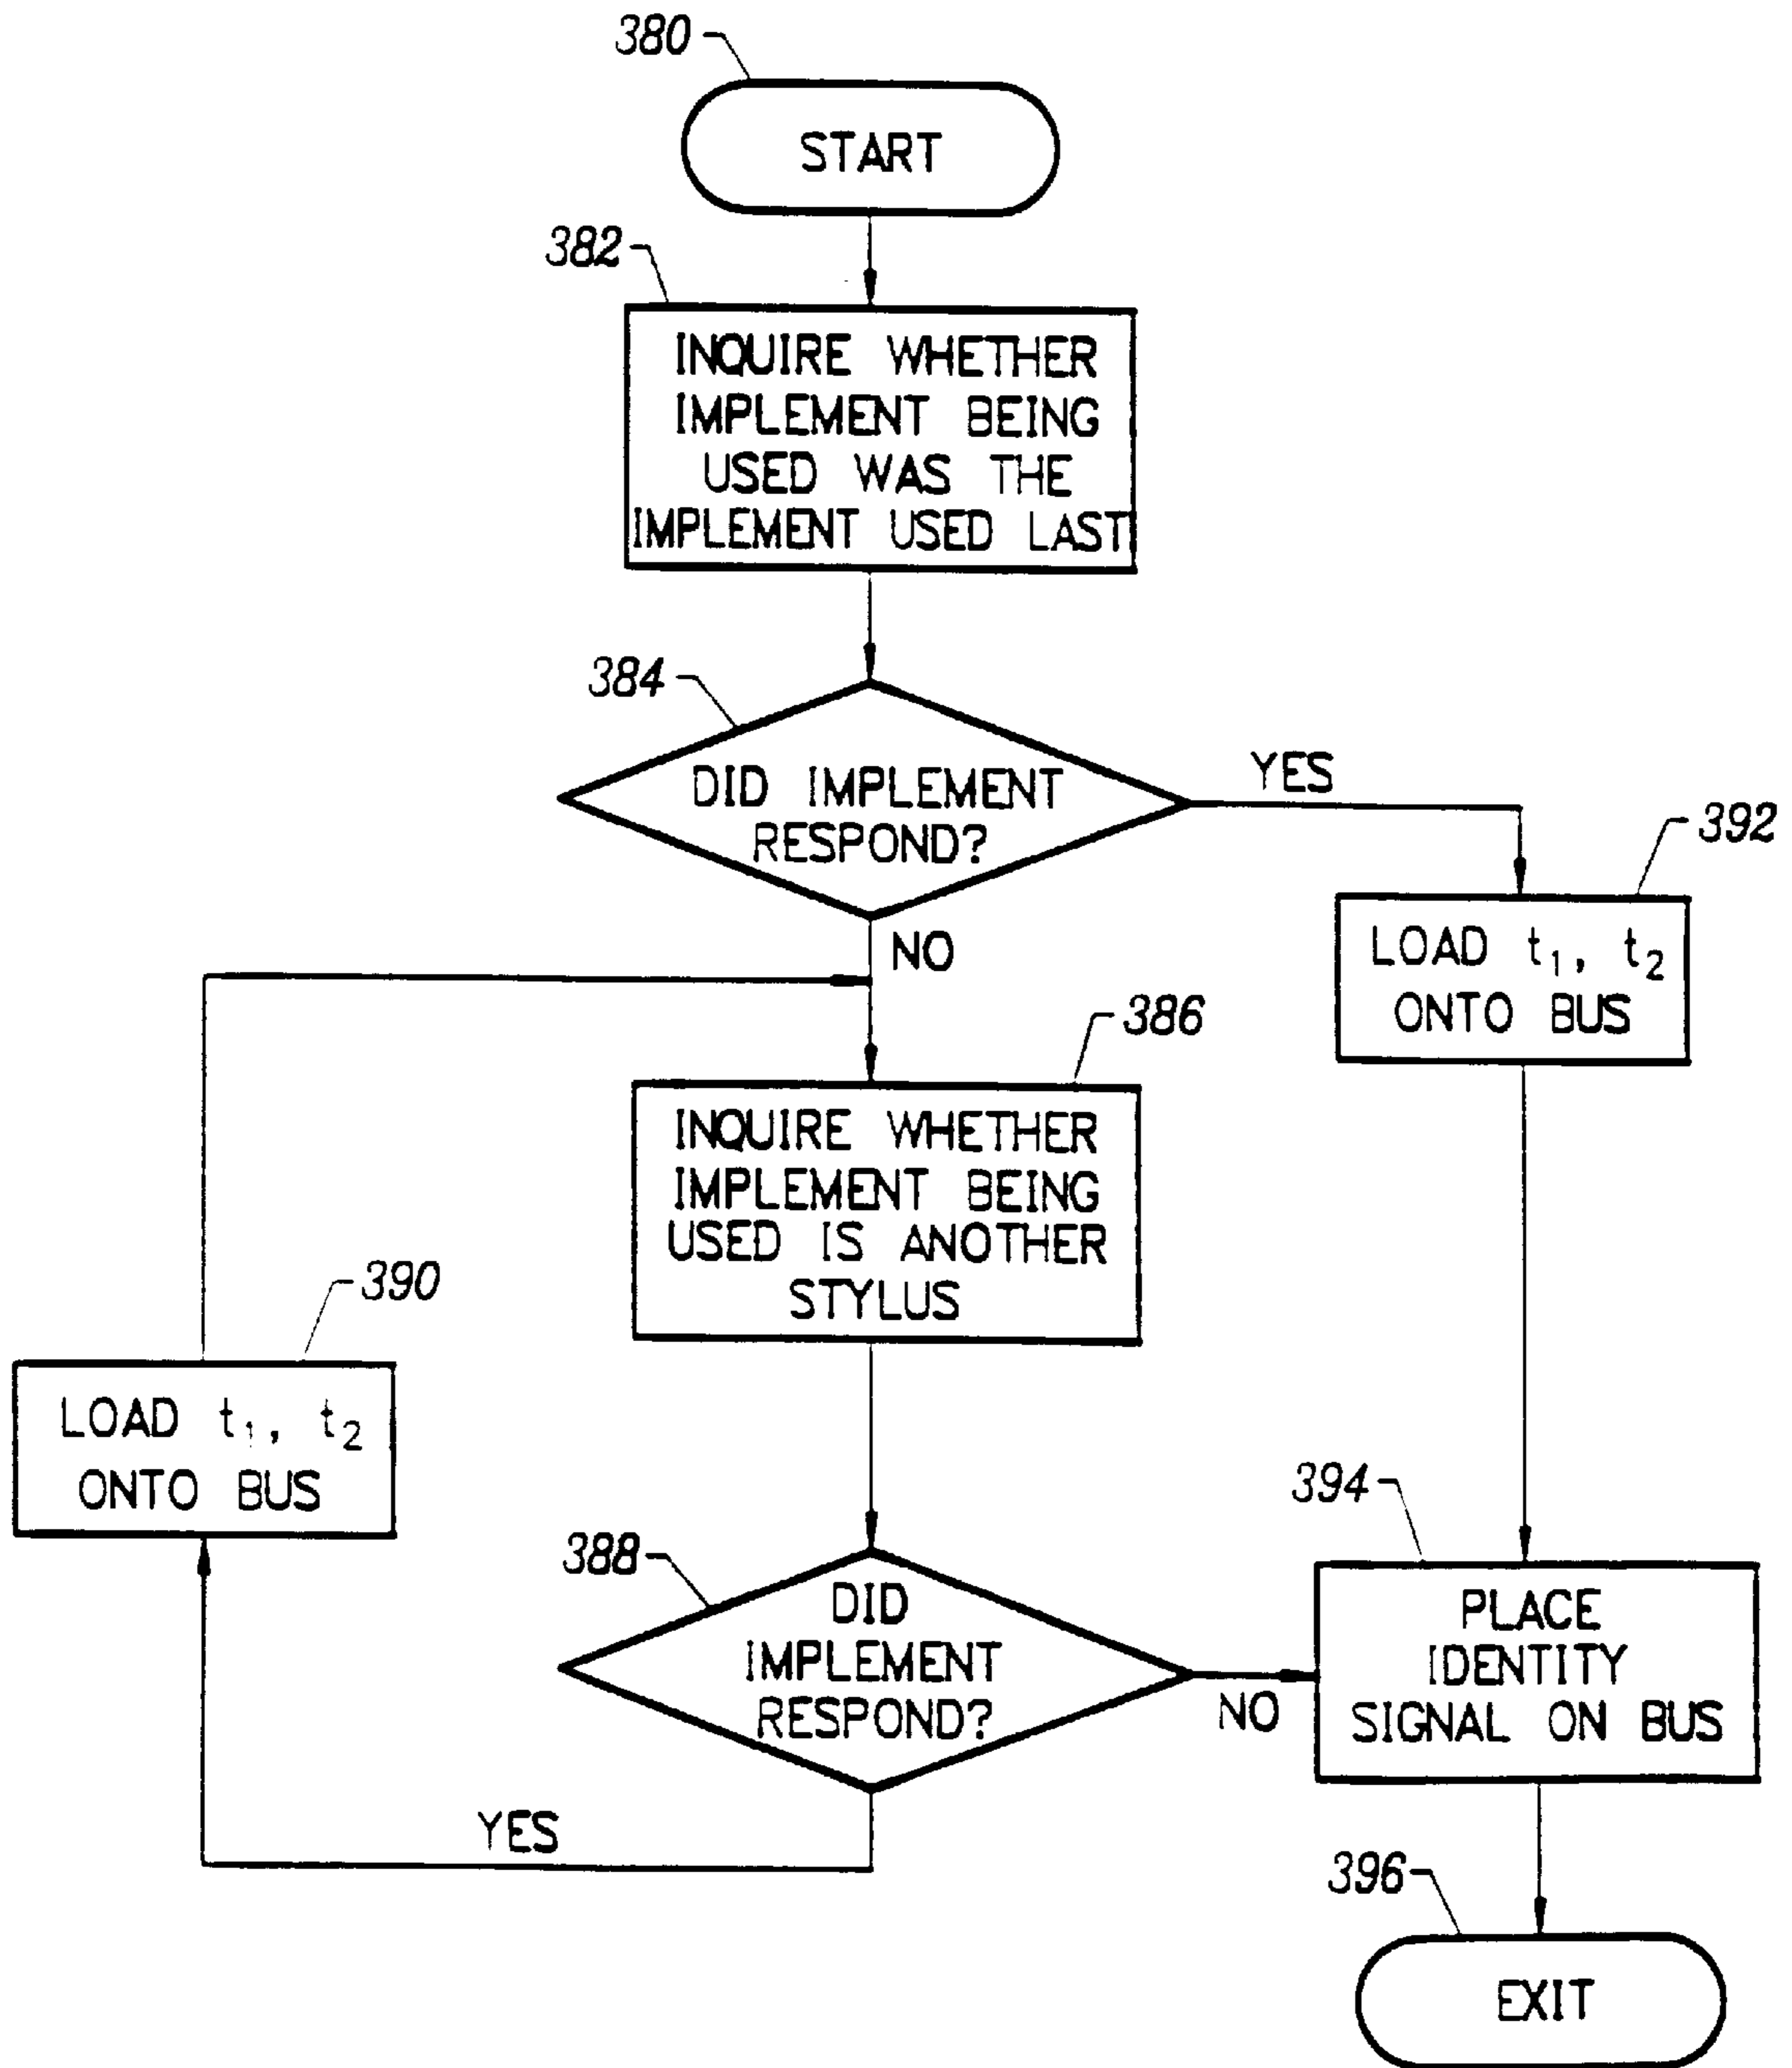 380
START
382
INQUIRE WHETHER
IMPLEMENT BEING
USED WAS THE
IMPLEMENT USED LAST
384
DID IMPLEMENT
RESPOND?
YES
NO
392
LOAD t₁, t₂
ONTO BUS
386
INQUIRE WHETHER
IMPLEMENT BEING
USED IS ANOTHER
STYLUS
390
LOAD t₁, t₂
ONTO BUS
388
DID
IMPLEMENT
RESPOND?
YES
NO
394
PLACE
IDENTITY
SIGNAL ON BUS
396
EXIT